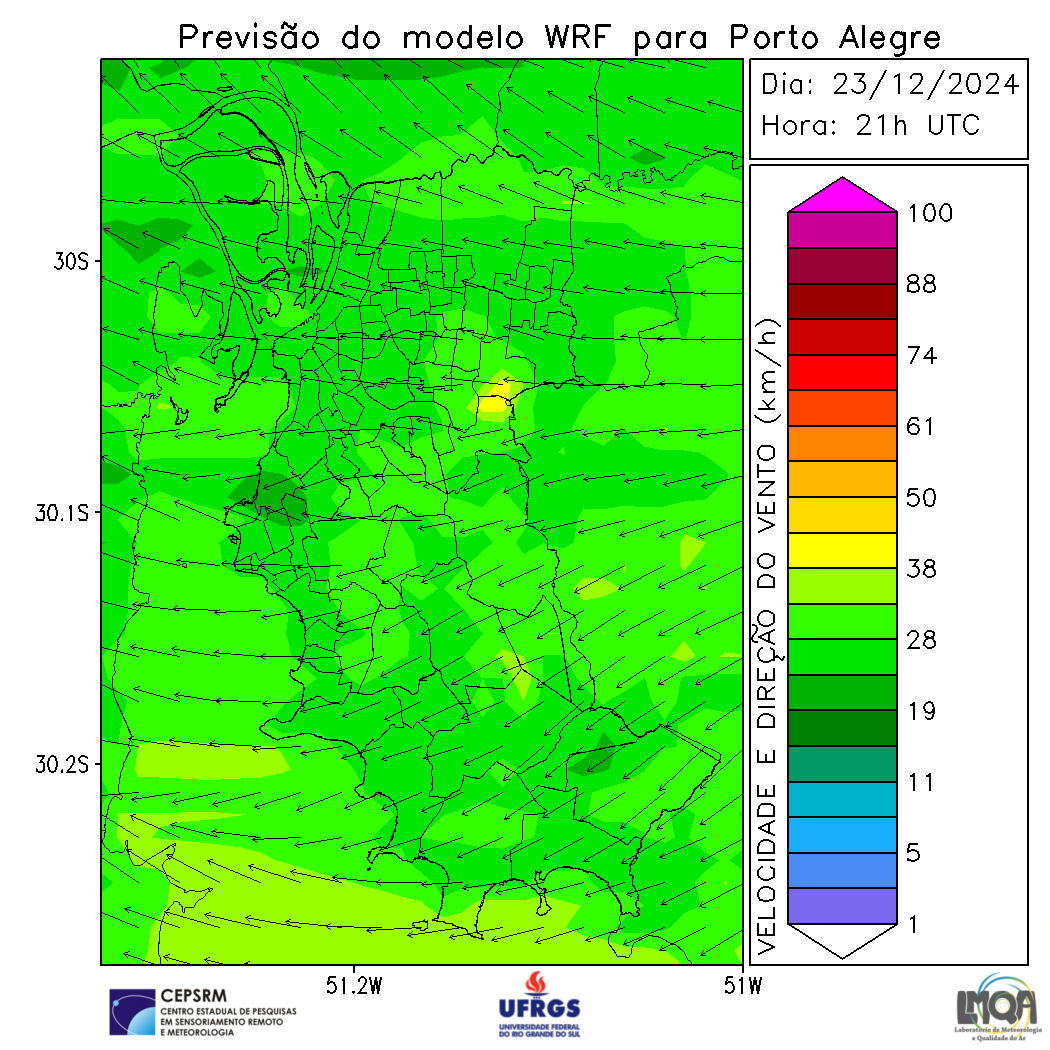 Previsão do modelo WRF para Porto Alegre
Dia: 23/12/2024
Hora: 21h UTC
30S
30.1S
30.2S
51.2W
51W
VELOCIDADE E DIREÇÃO DO VENTO (km/h)
100
88
74
61
50
38
28
19
11
5
1
CEPSRM
CENTRO ESTADUAL DE PESQUISAS
EM SENSORIAMENTO REMOTO
E METEOROLOGIA
UFRGS
UNIVERSIDADE FEDERAL
DO RIO GRANDE DO SUL
LMQA
Laboratório de Meteorologia
e Qualidade do Ar